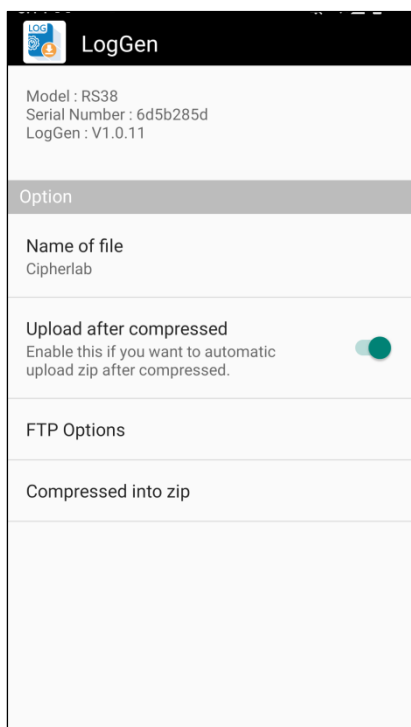 LOG
LogGen
Model : RS38
Serial Number : 6d5b285d
LogGen : V1.0.11
Option
Name of file
Cipherlab
Upload after compressed
Enable this if you want to automatic
upload zip after compressed.
FTP Options
Compressed into zip